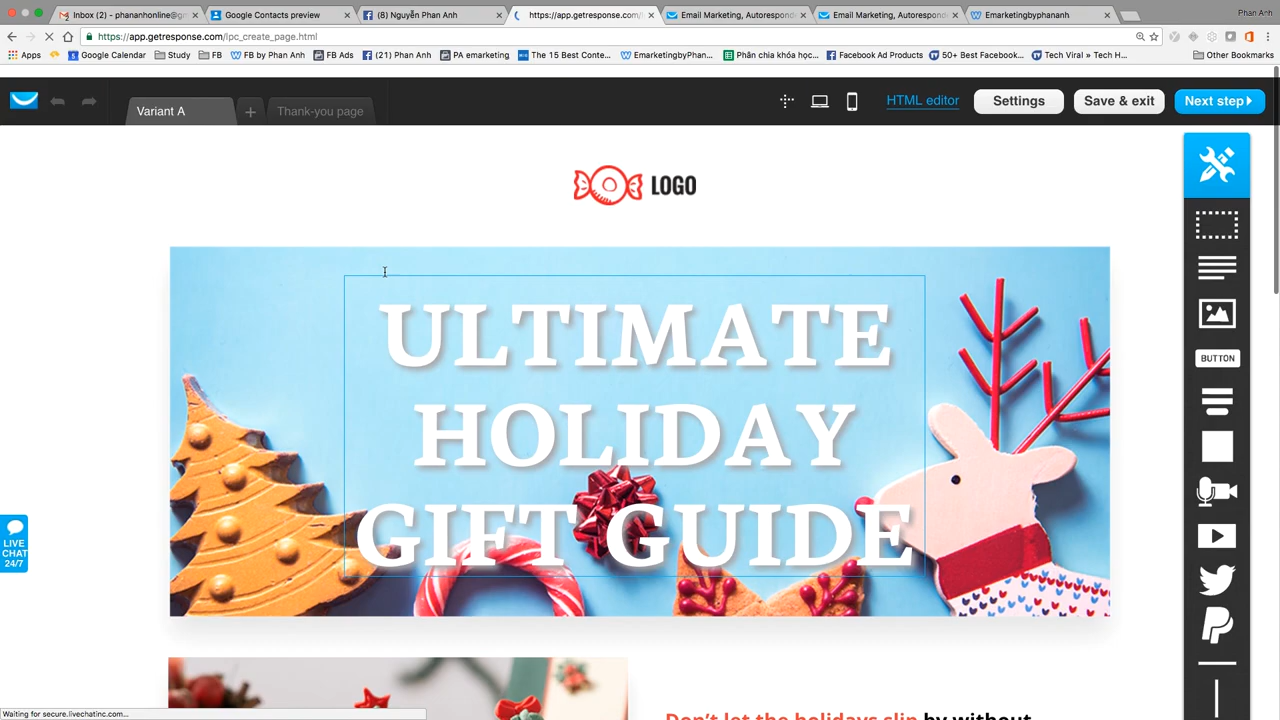 Inbox (2) - phananhonline@gm
Google Contacts preview
(8) Nguyễn Phan Anh
https://app.getresponse.com/l
Email Marketing, Autorespond
Email Marketing, Autorespond
Emarketingbyphananh
Phan Anh
https://app.getresponse.com/lpc_create_page.html
Apps
Google Calendar
Study
FB
FB by Phan Anh
FB Ads
(21) Phan Anh
PA emarketing
The 15 Best Conte...
EmarketingbyPhan...
Phân chia khóa học...
Facebook Ad Products
50+ Best Facebook...
Tech Viral » Tech H...
Other Bookmarks
Variant A
+
Thank-you page
HTML editor
Settings
Save & exit
Next step
LOGO
ULTIMATE
HOLIDAY
GIFT GUIDE
BUTTON
LIVE
CHAT
24/7
Don't let the holidays slip by without
Waiting for secure.livechatinc.com...